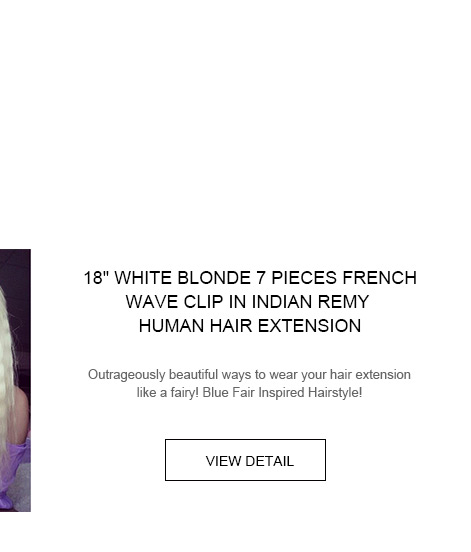 18" WHITE BLONDE 7 PIECES FRENCH
WAVE CLIP IN INDIAN REMY
HUMAN HAIR EXTENSION
Outrageously beautiful ways to wear your hair extension
like a fairy! Blue Fair Inspired Hairstyle!
VIEW DETAIL